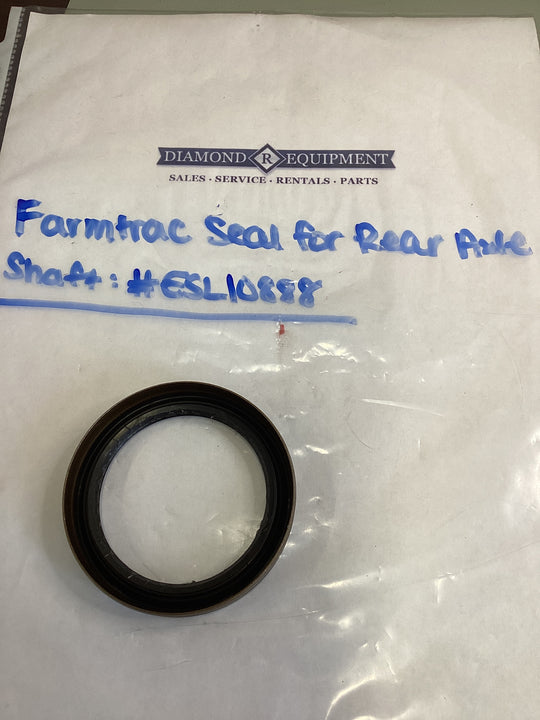 DIAMOND R EQUIPMENT
SALES · SERVICE · RENTALS · PARTS
Farmtrac Seal for Rear Axle
Shaft: #ESL10888